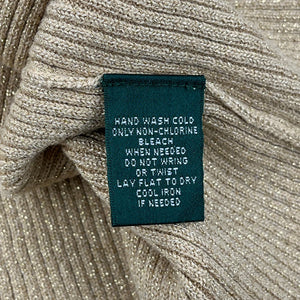 HAND WASH COLD
ONLY NON-CHLORINE
BLEACH
WHEN NEEDED
DO NOT WRING
OR TWIST
LAY FLAT TO DRY
COOL IRON
IF NEEDED